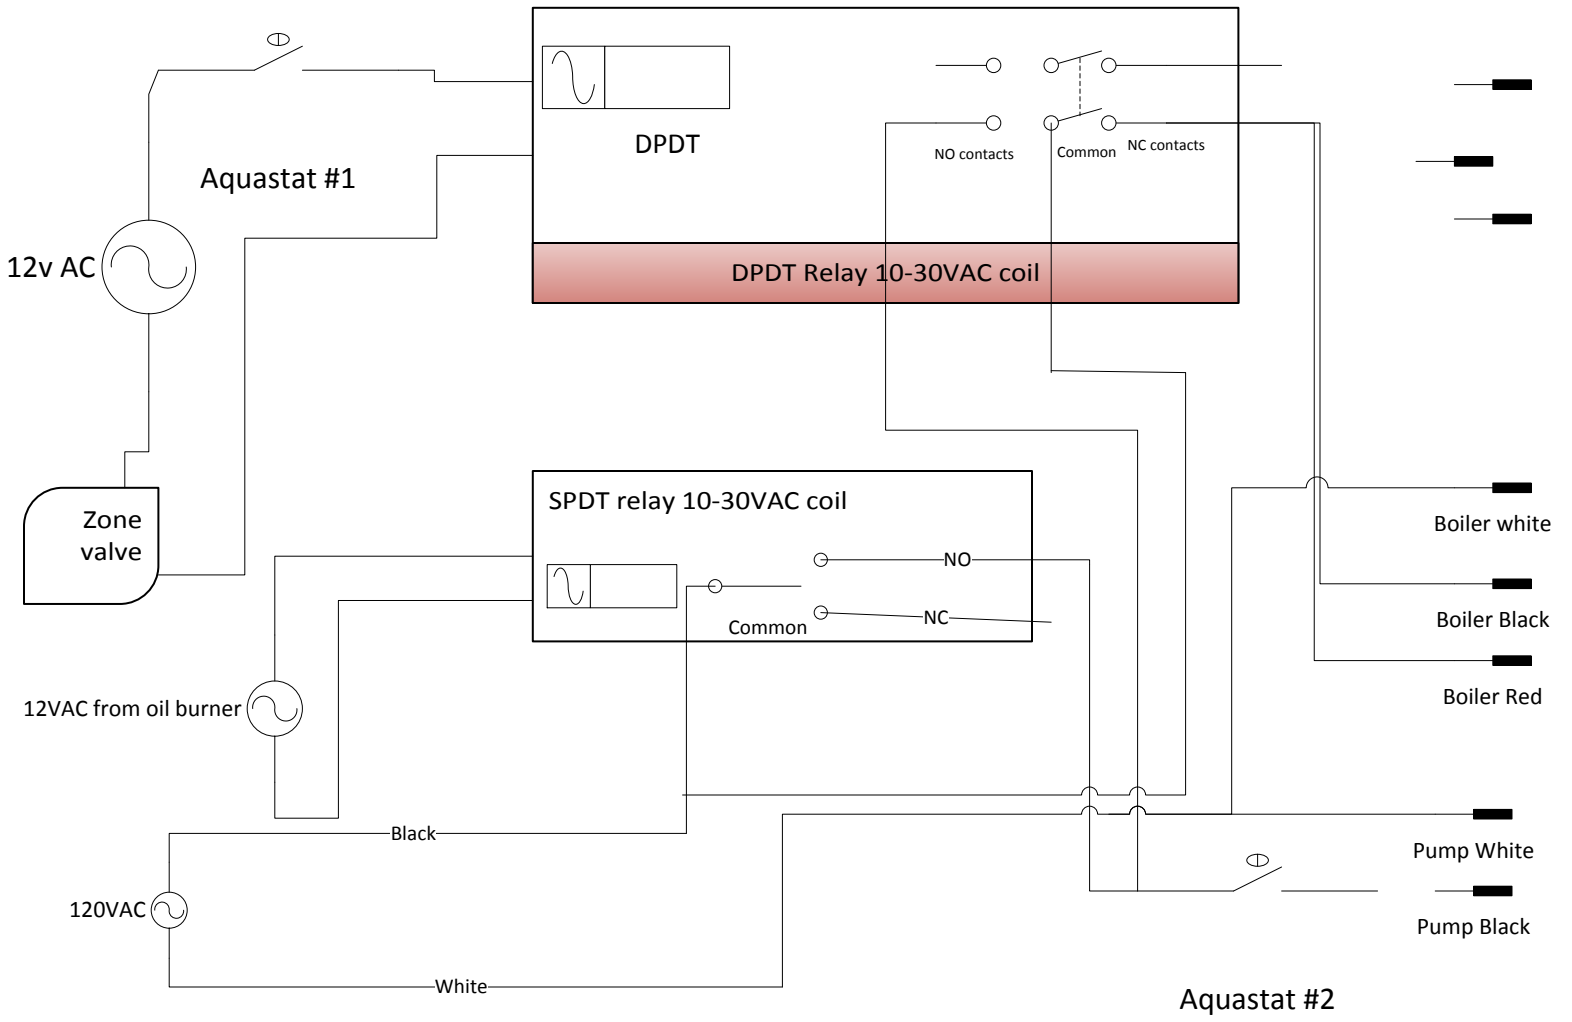 DPDT
NO contacts
Common
NC contacts
Aquastat #1
12v AC
DPDT Relay 10-30VAC coil
Zone
valve
SPDT relay 10-30VAC coil
NO
NC
Common
Boiler white
Boiler Black
Boiler Red
12VAC from oil burner
Black
Pump White
120VAC
Pump Black
White
Aquastat #2